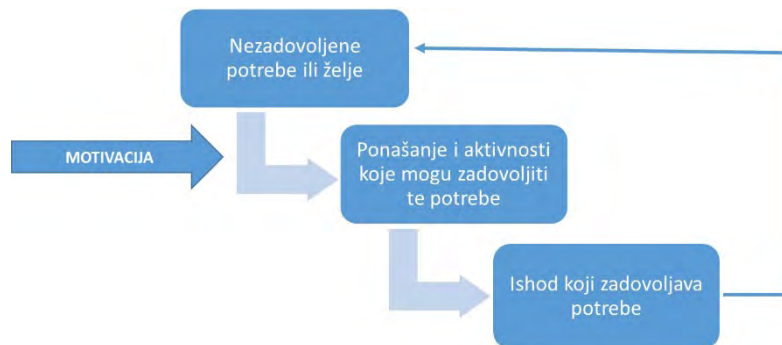 Nezadovoljene
potrebe ili želje
MOTIVACIJA
Ponašanje i aktivnosti
koje mogu zadovoljiti
te potrebe
Ishod koji zadovoljava
potrebe